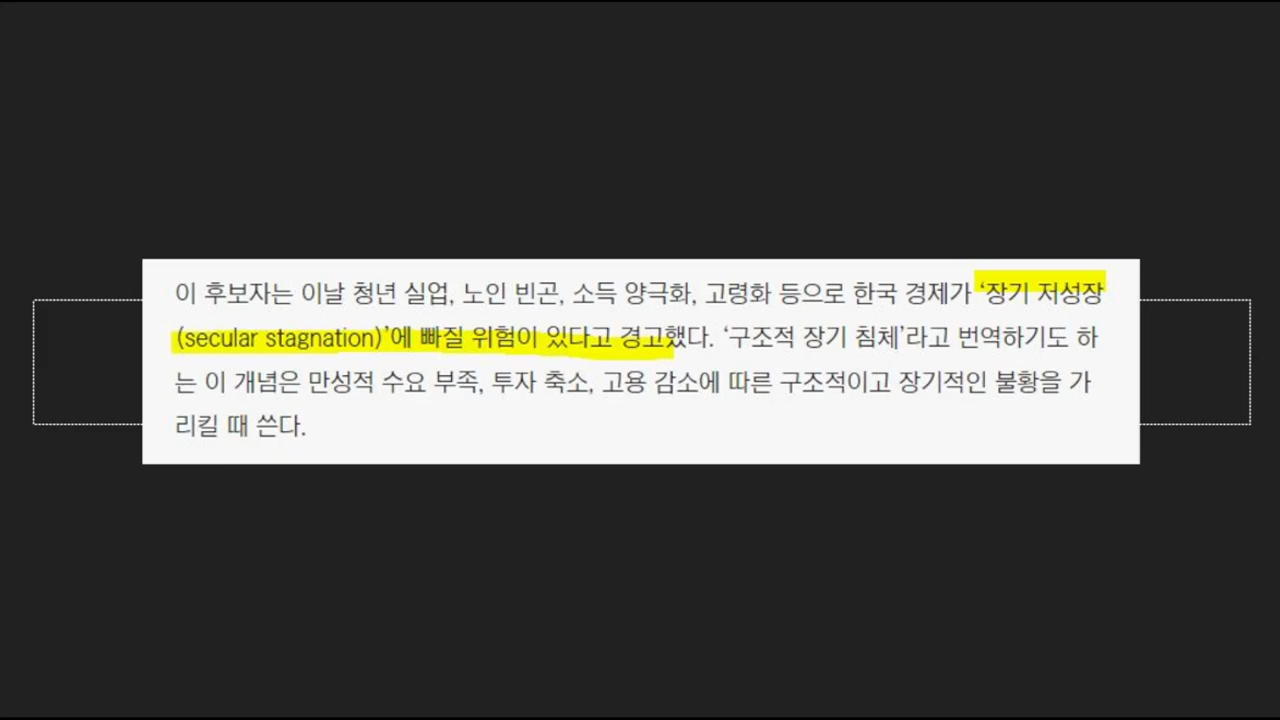 이 후보자는 이날 청년 실업, 노인 빈곤, 소득 양극화, 고령화 등으로 한국 경제가 ‘장기 저성장
(secular stagnation)’에 빠질 위험이 있다고 경고했다. ‘구조적 장기 침체’라고 번역하기도 하
는 이 개념은 만성적 수요 부족, 투자 축소, 고용 감소에 따른 구조적이고 장기적인 불황을 가
리킬 때 쓴다.